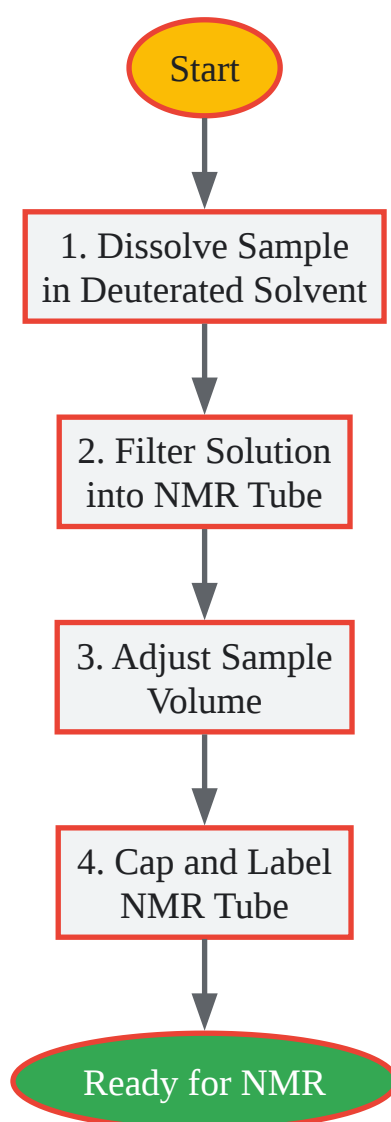 Start
1. Dissolve Sample
in Deuterated Solvent
2. Filter Solution
into NMR Tube
3. Adjust Sample
Volume
4. Cap and Label
NMR Tube
Ready for NMR